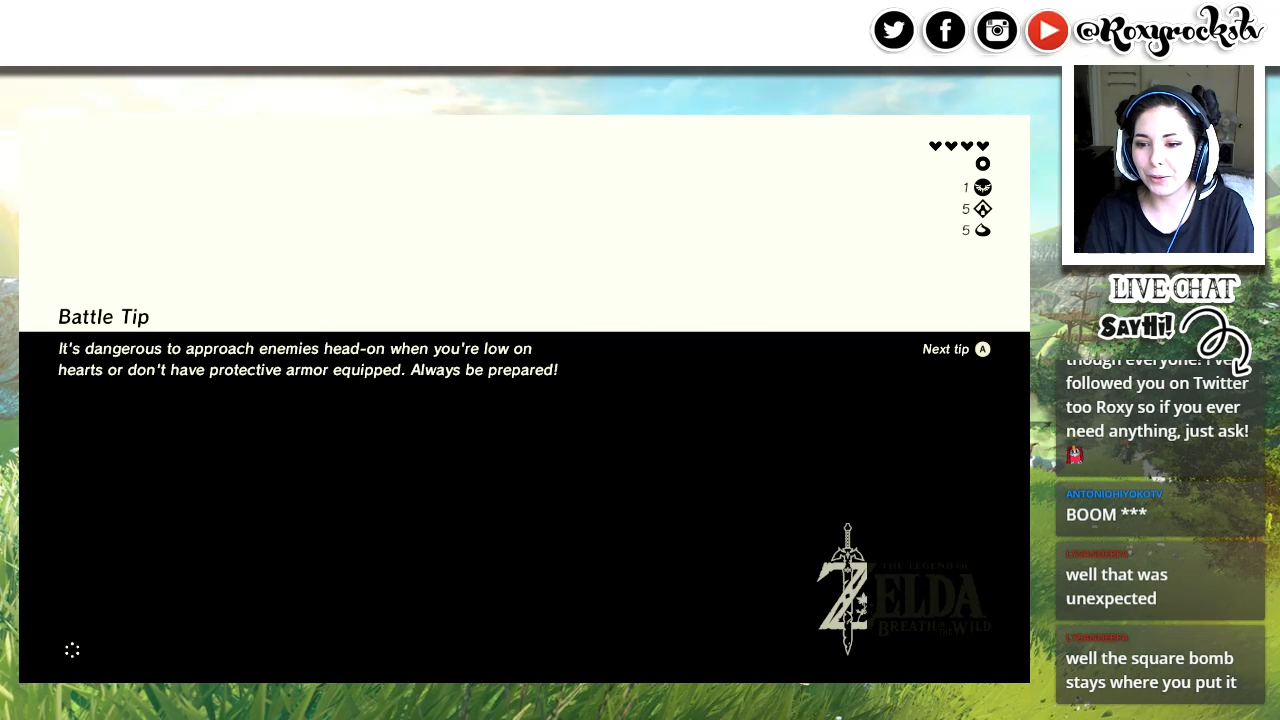 @Roxyrockstv
1
5
5
Battle Tip
It's dangerous to approach enemies head-on when you're low on
hearts or don't have protective armor equipped. Always be prepared!
Next tip A
THE LEGEND OF
ZELDA
BREATH OF THE WILD
LIVE CHAT
SAY HI!
though everyone! I've
followed you on Twitter
too Roxy so if you ever
need anything, just ask!
ANTONIOHIYOKOTV
BOOM ***
well that was
unexpected
well the square bomb
stays where you put it